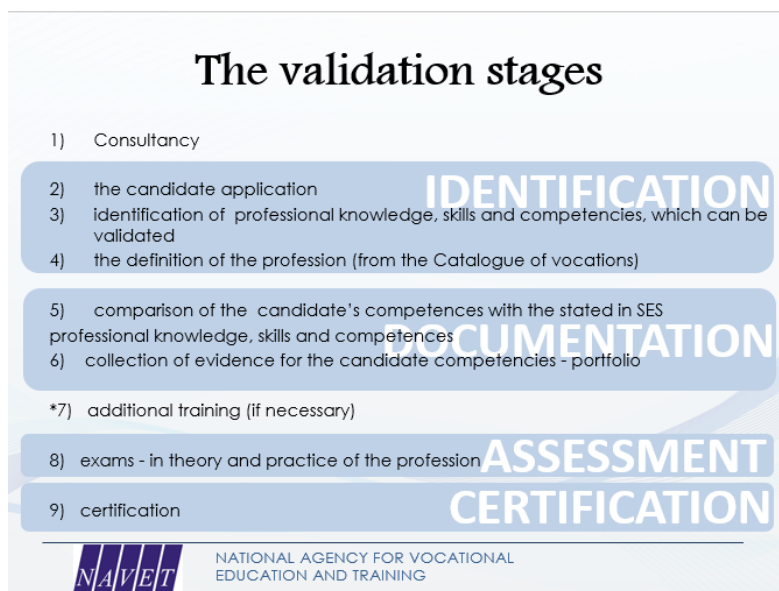 The validation stages
1) Consultancy
IDENTIFICATION
2) the candidate application
3) identification of professional knowledge, skills and competencies, which can be
validated
4) the definition of the profession (from the Catalogue of vocations)
5) comparison of the candidate's competences with the stated in SES
professional knowledge, skills and competences
DOCUMENTATION
6) collection of evidence for the candidate competencies - portfolio
*7) additional training (if necessary)
8) exams - in theory and practice of the profession
ASSESSMENT
9) certification
CERTIFICATION
NAVET
NATIONAL AGENCY FOR VOCATIONAL
EDUCATION AND TRAINING